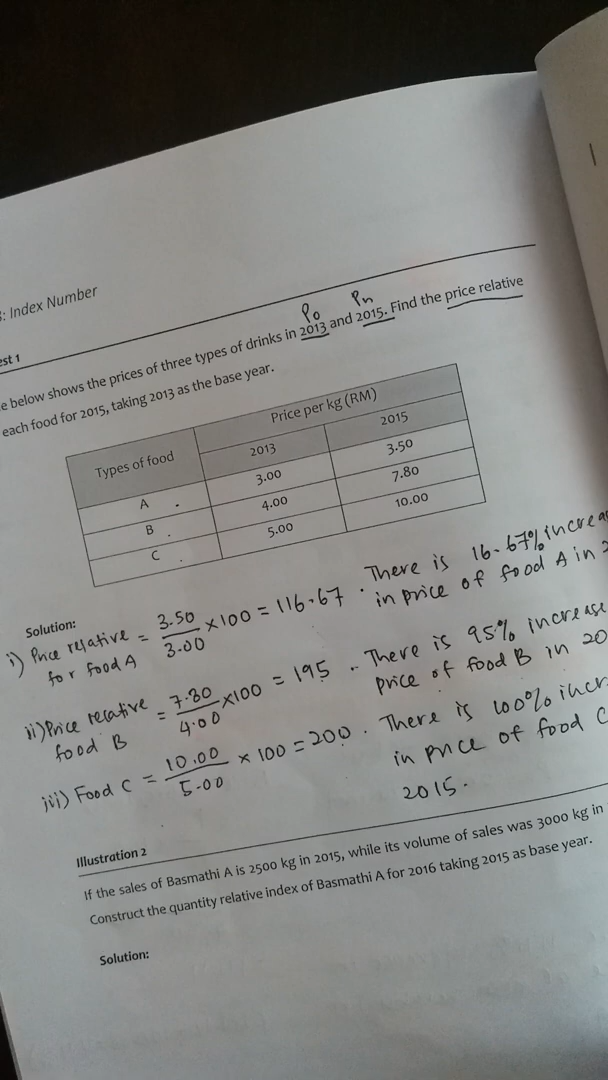 : Index Number
est 1
Po Pn
e below shows the prices of three types of drinks in 2013 and 2015. Find the price relative
each food for 2015, taking 2013 as the base year.
Types of food Price per kg (RM)
2013 2015
A 3.00 3.50
B 4.00 7.80
C 5.00 10.00
Solution:
i) Price relative for food A = 3.50 / 3.00 × 100 = 116.67 . There is 16.67% increas
in price of food A in 2
ii) Price relative food B = 7.80 / 4.00 × 100 = 195 . There is 95% increase
price of food B in 20
iii) Food C = 10.00 / 5.00 × 100 = 200 . There is 100% incr
in price of food C
2015.
Illustration 2
If the sales of Basmathi A is 2500 kg in 2015, while its volume of sales was 3000 kg in
Construct the quantity relative index of Basmathi A for 2016 taking 2015 as base year.
Solution: